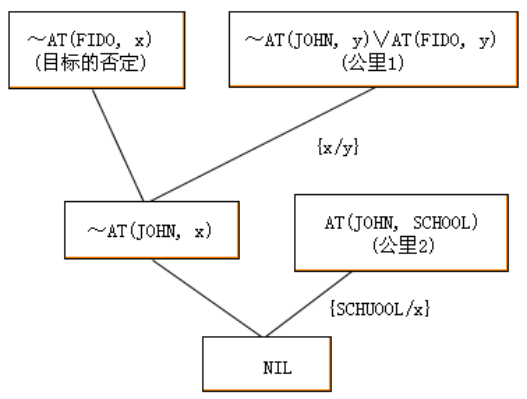 ～AT(FIDO, x)
(目标的否定)
～AT(JOHN, y)∨AT(FIDO, y)
(公里1)
{x/y}
～AT(JOHN, x)
AT(JOHN, SCHOOL)
(公里2)
{SCHUOOL/x}
NIL